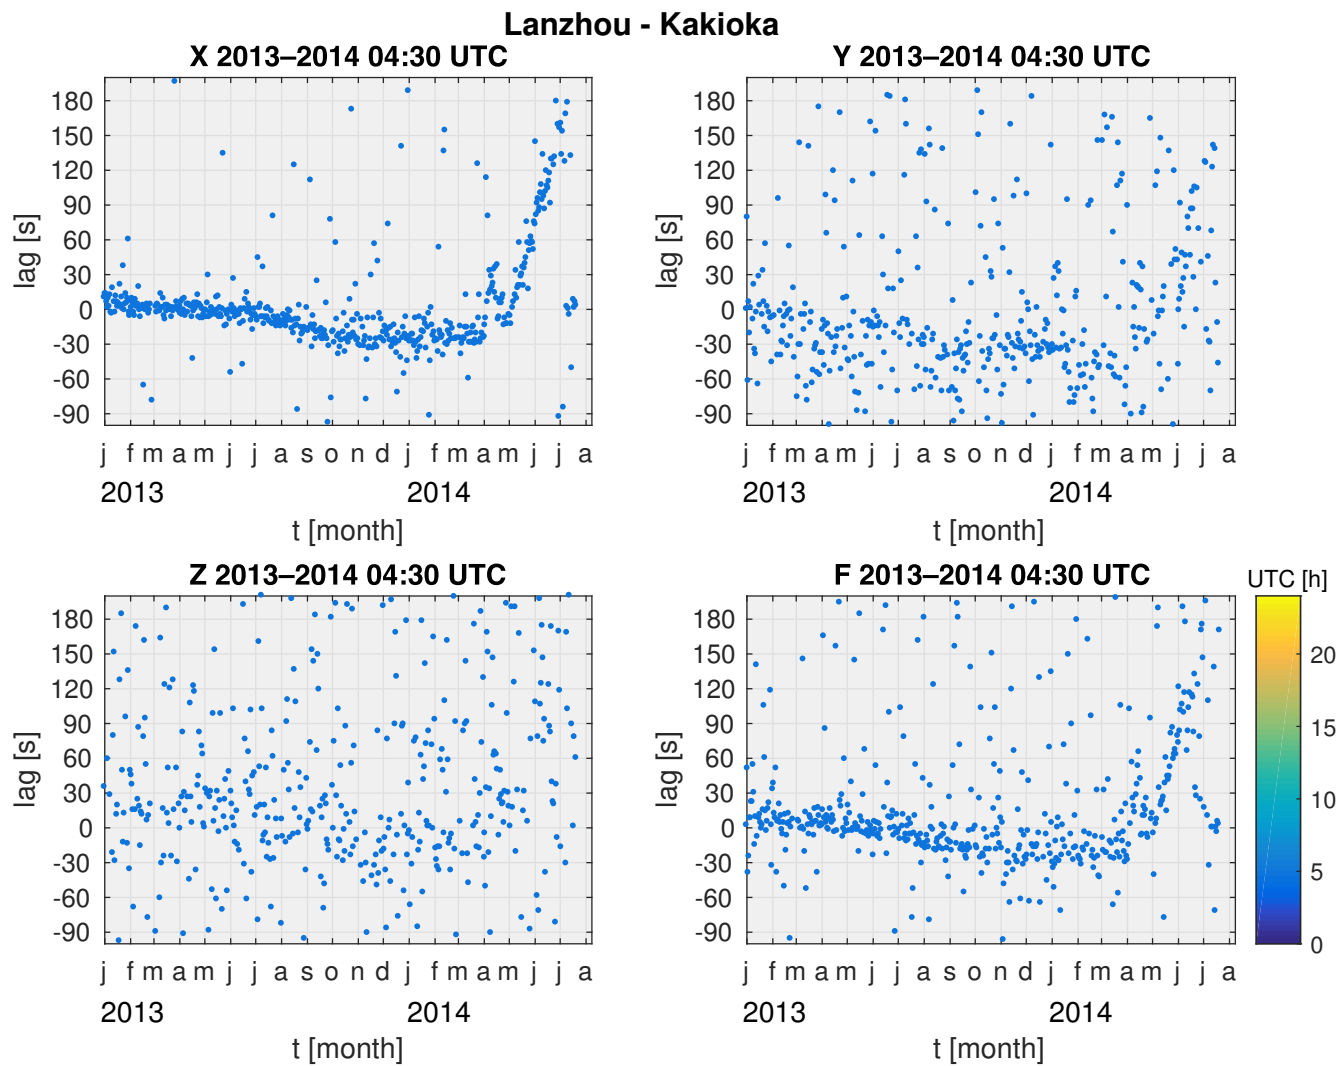 Lanzhou - Kakioka
X 2013–2014 04:30 UTC
lag [s]
180
150
120
90
60
30
0
-30
-60
-90
j f m a m j j a s o n d j f m a m j j a
2013 2014
t [month]
Y 2013–2014 04:30 UTC
lag [s]
180
150
120
90
60
30
0
-30
-60
-90
j f m a m j j a s o n d j f m a m j j a
2013 2014
t [month]
Z 2013–2014 04:30 UTC
lag [s]
180
150
120
90
60
30
0
-30
-60
-90
j f m a m j j a s o n d j f m a m j j a
2013 2014
t [month]
F 2013–2014 04:30 UTC
lag [s]
180
150
120
90
60
30
0
-30
-60
-90
j f m a m j j a s o n d j f m a m j j a
2013 2014
t [month]
UTC [h]
20
15
10
5
0